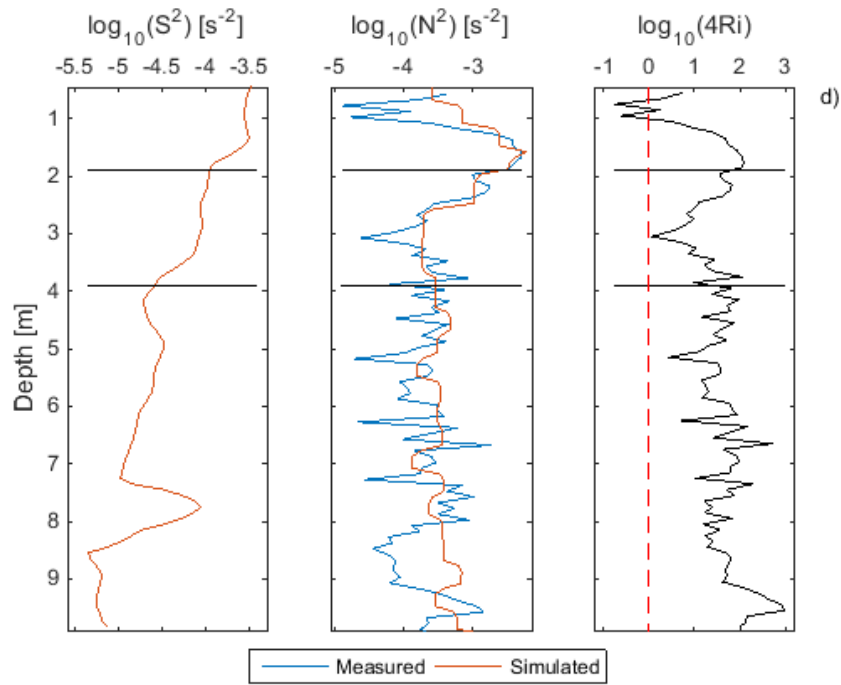 log₁₀(S²) [s⁻²]
log₁₀(N²) [s⁻²]
log₁₀(4Ri)
-5.5 -5 -4.5 -4 -3.5
-5 -4 -3
-1 0 1 2 3
d)
1
2
3
4
5
6
7
8
9
Depth [m]
Measured
Simulated